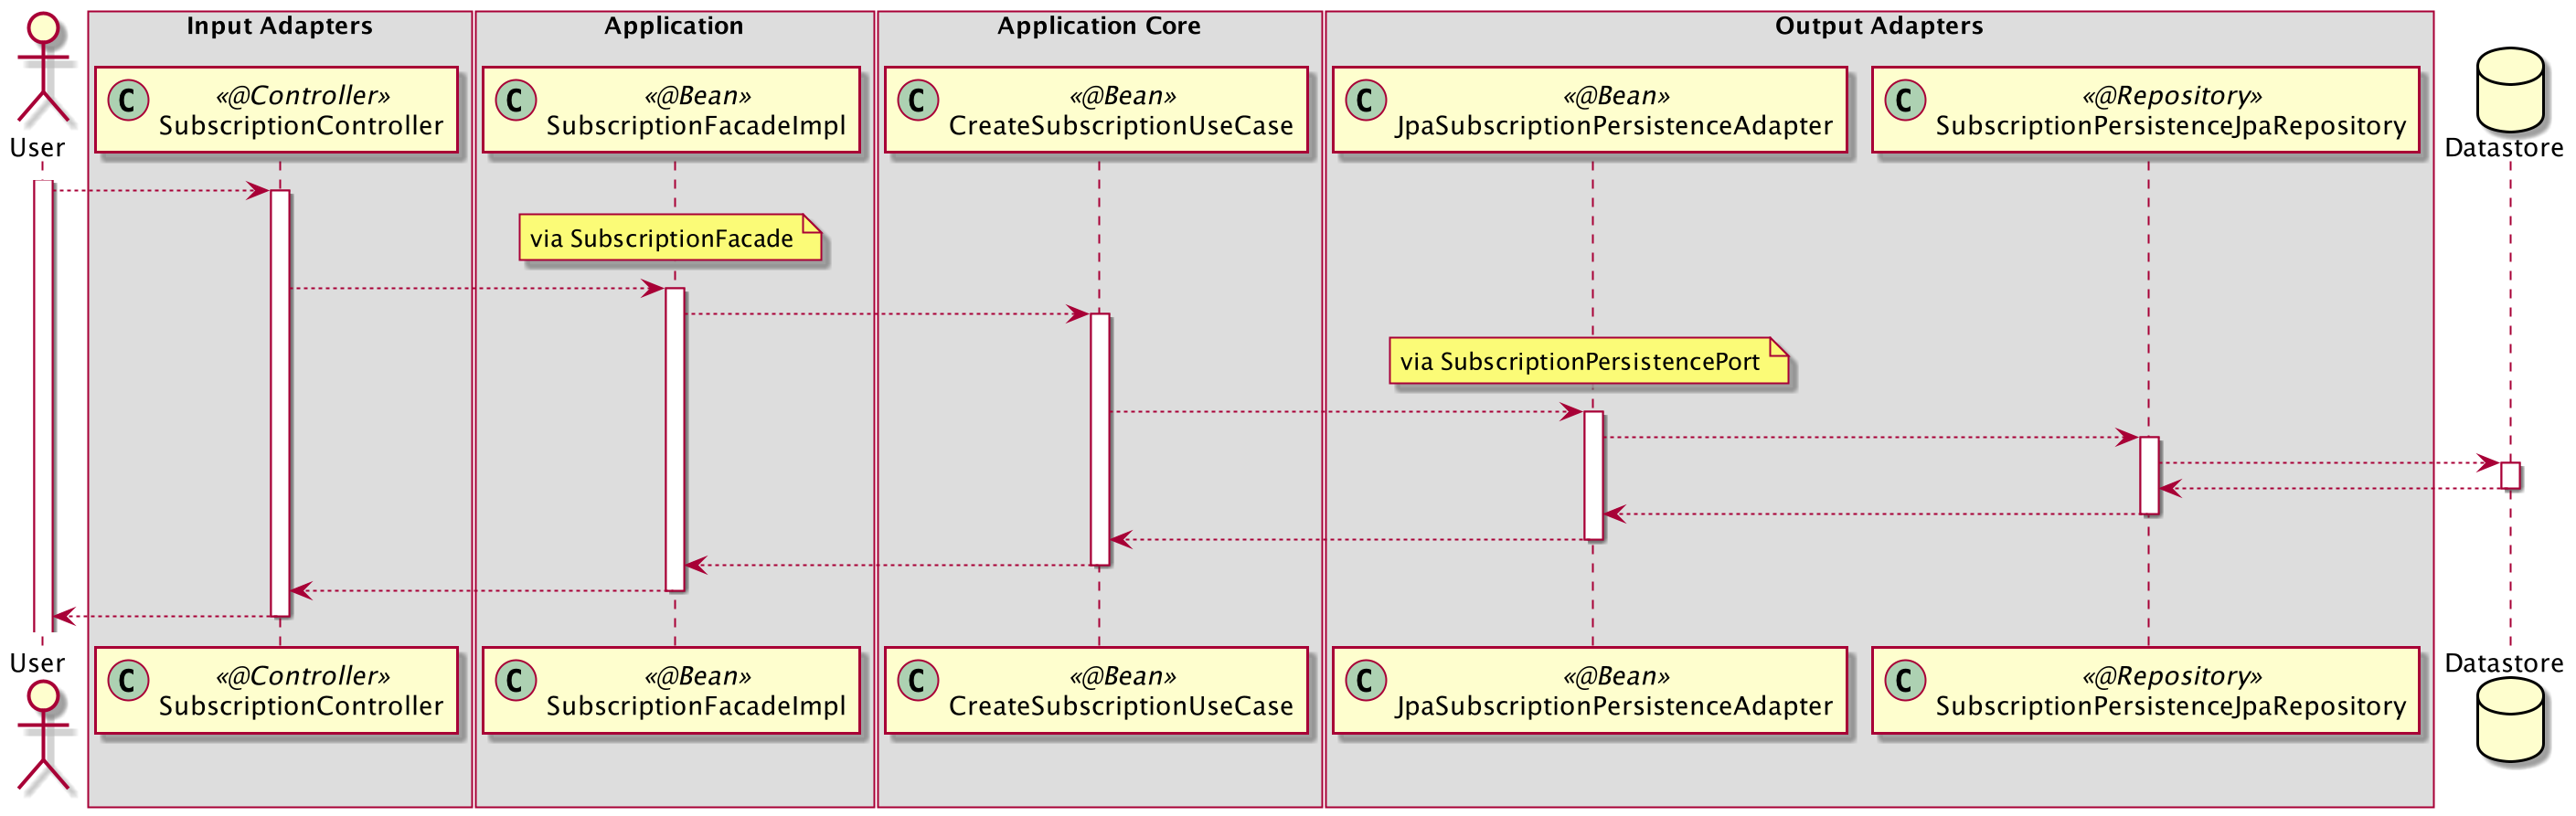 Input Adapters
Application
Application Core
Output Adapters
C
«@Controller»
SubscriptionController
C
«@Bean»
SubscriptionFacadeImpl
C
«@Bean»
CreateSubscriptionUseCase
C
«@Bean»
JpaSubscriptionPersistenceAdapter
C
«@Repository»
SubscriptionPersistenceJpaRepository
User
Datastore
via SubscriptionFacade
via SubscriptionPersistencePort
User
Datastore
C
«@Controller»
SubscriptionController
C
«@Bean»
SubscriptionFacadeImpl
C
«@Bean»
CreateSubscriptionUseCase
C
«@Bean»
JpaSubscriptionPersistenceAdapter
C
«@Repository»
SubscriptionPersistenceJpaRepository